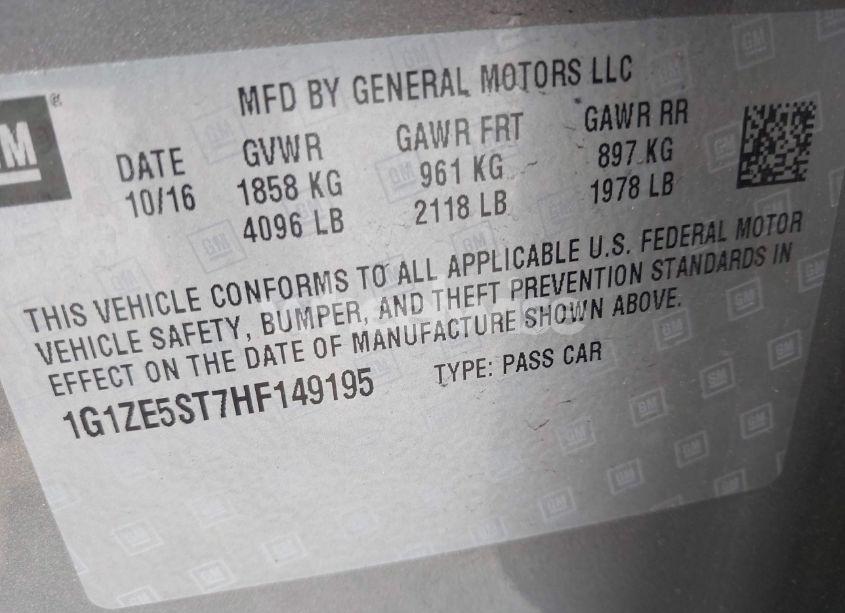 GM
®
MFD BY GENERAL MOTORS LLC
DATE GVWR GAWR FRT GAWR RR
10/16 1858 KG 961 KG 897 KG
4096 LB 2118 LB 1978 LB
THIS VEHICLE CONFORMS TO ALL APPLICABLE U.S. FEDERAL MOTOR
VEHICLE SAFETY, BUMPER, AND THEFT PREVENTION STANDARDS IN
EFFECT ON THE DATE OF MANUFACTURE SHOWN ABOVE.
1G1ZE5ST7HF149195 TYPE: PASS CAR